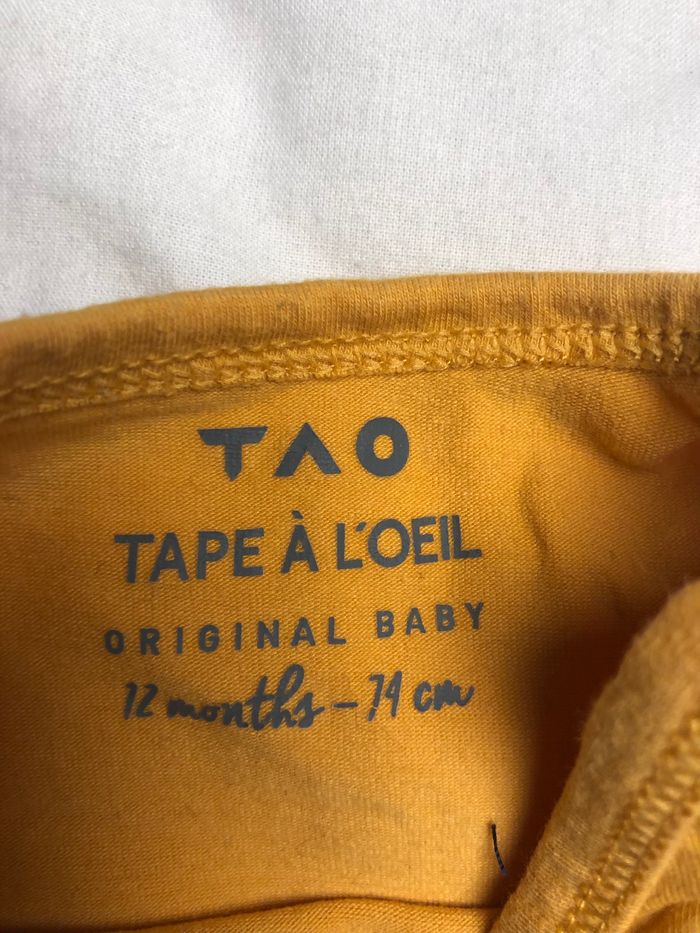 TAO
TAPE À L'OEIL
ORIGINAL BABY
12 months - 74 cm